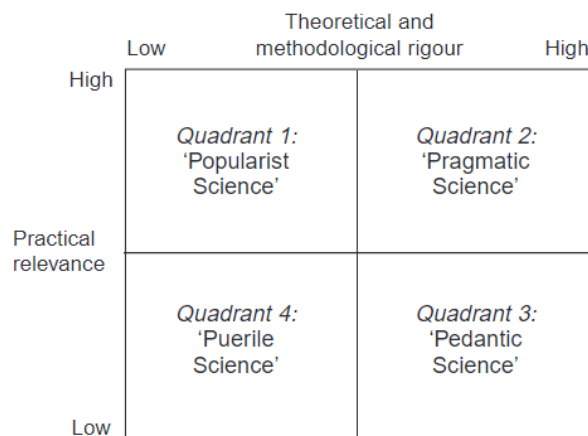 Theoretical and
Low methodological rigour High
High
Quadrant 1:
‘Popularist
Science’
Quadrant 2:
‘Pragmatic
Science’
Practical
relevance
Quadrant 4:
‘Puerile
Science’
Quadrant 3:
‘Pedantic
Science’
Low